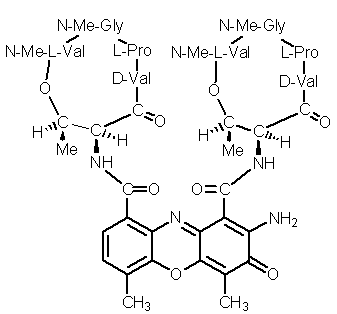 N-Me-Gly N-Me-Gly
N-Me-L-Val L-Pro N-Me-L-Val L-Pro
D-Val D-Val
O O
C C
H C C O H C C O
H H
Me Me
NH NH
C=O O=C
N NH2
O O
CH3 CH3